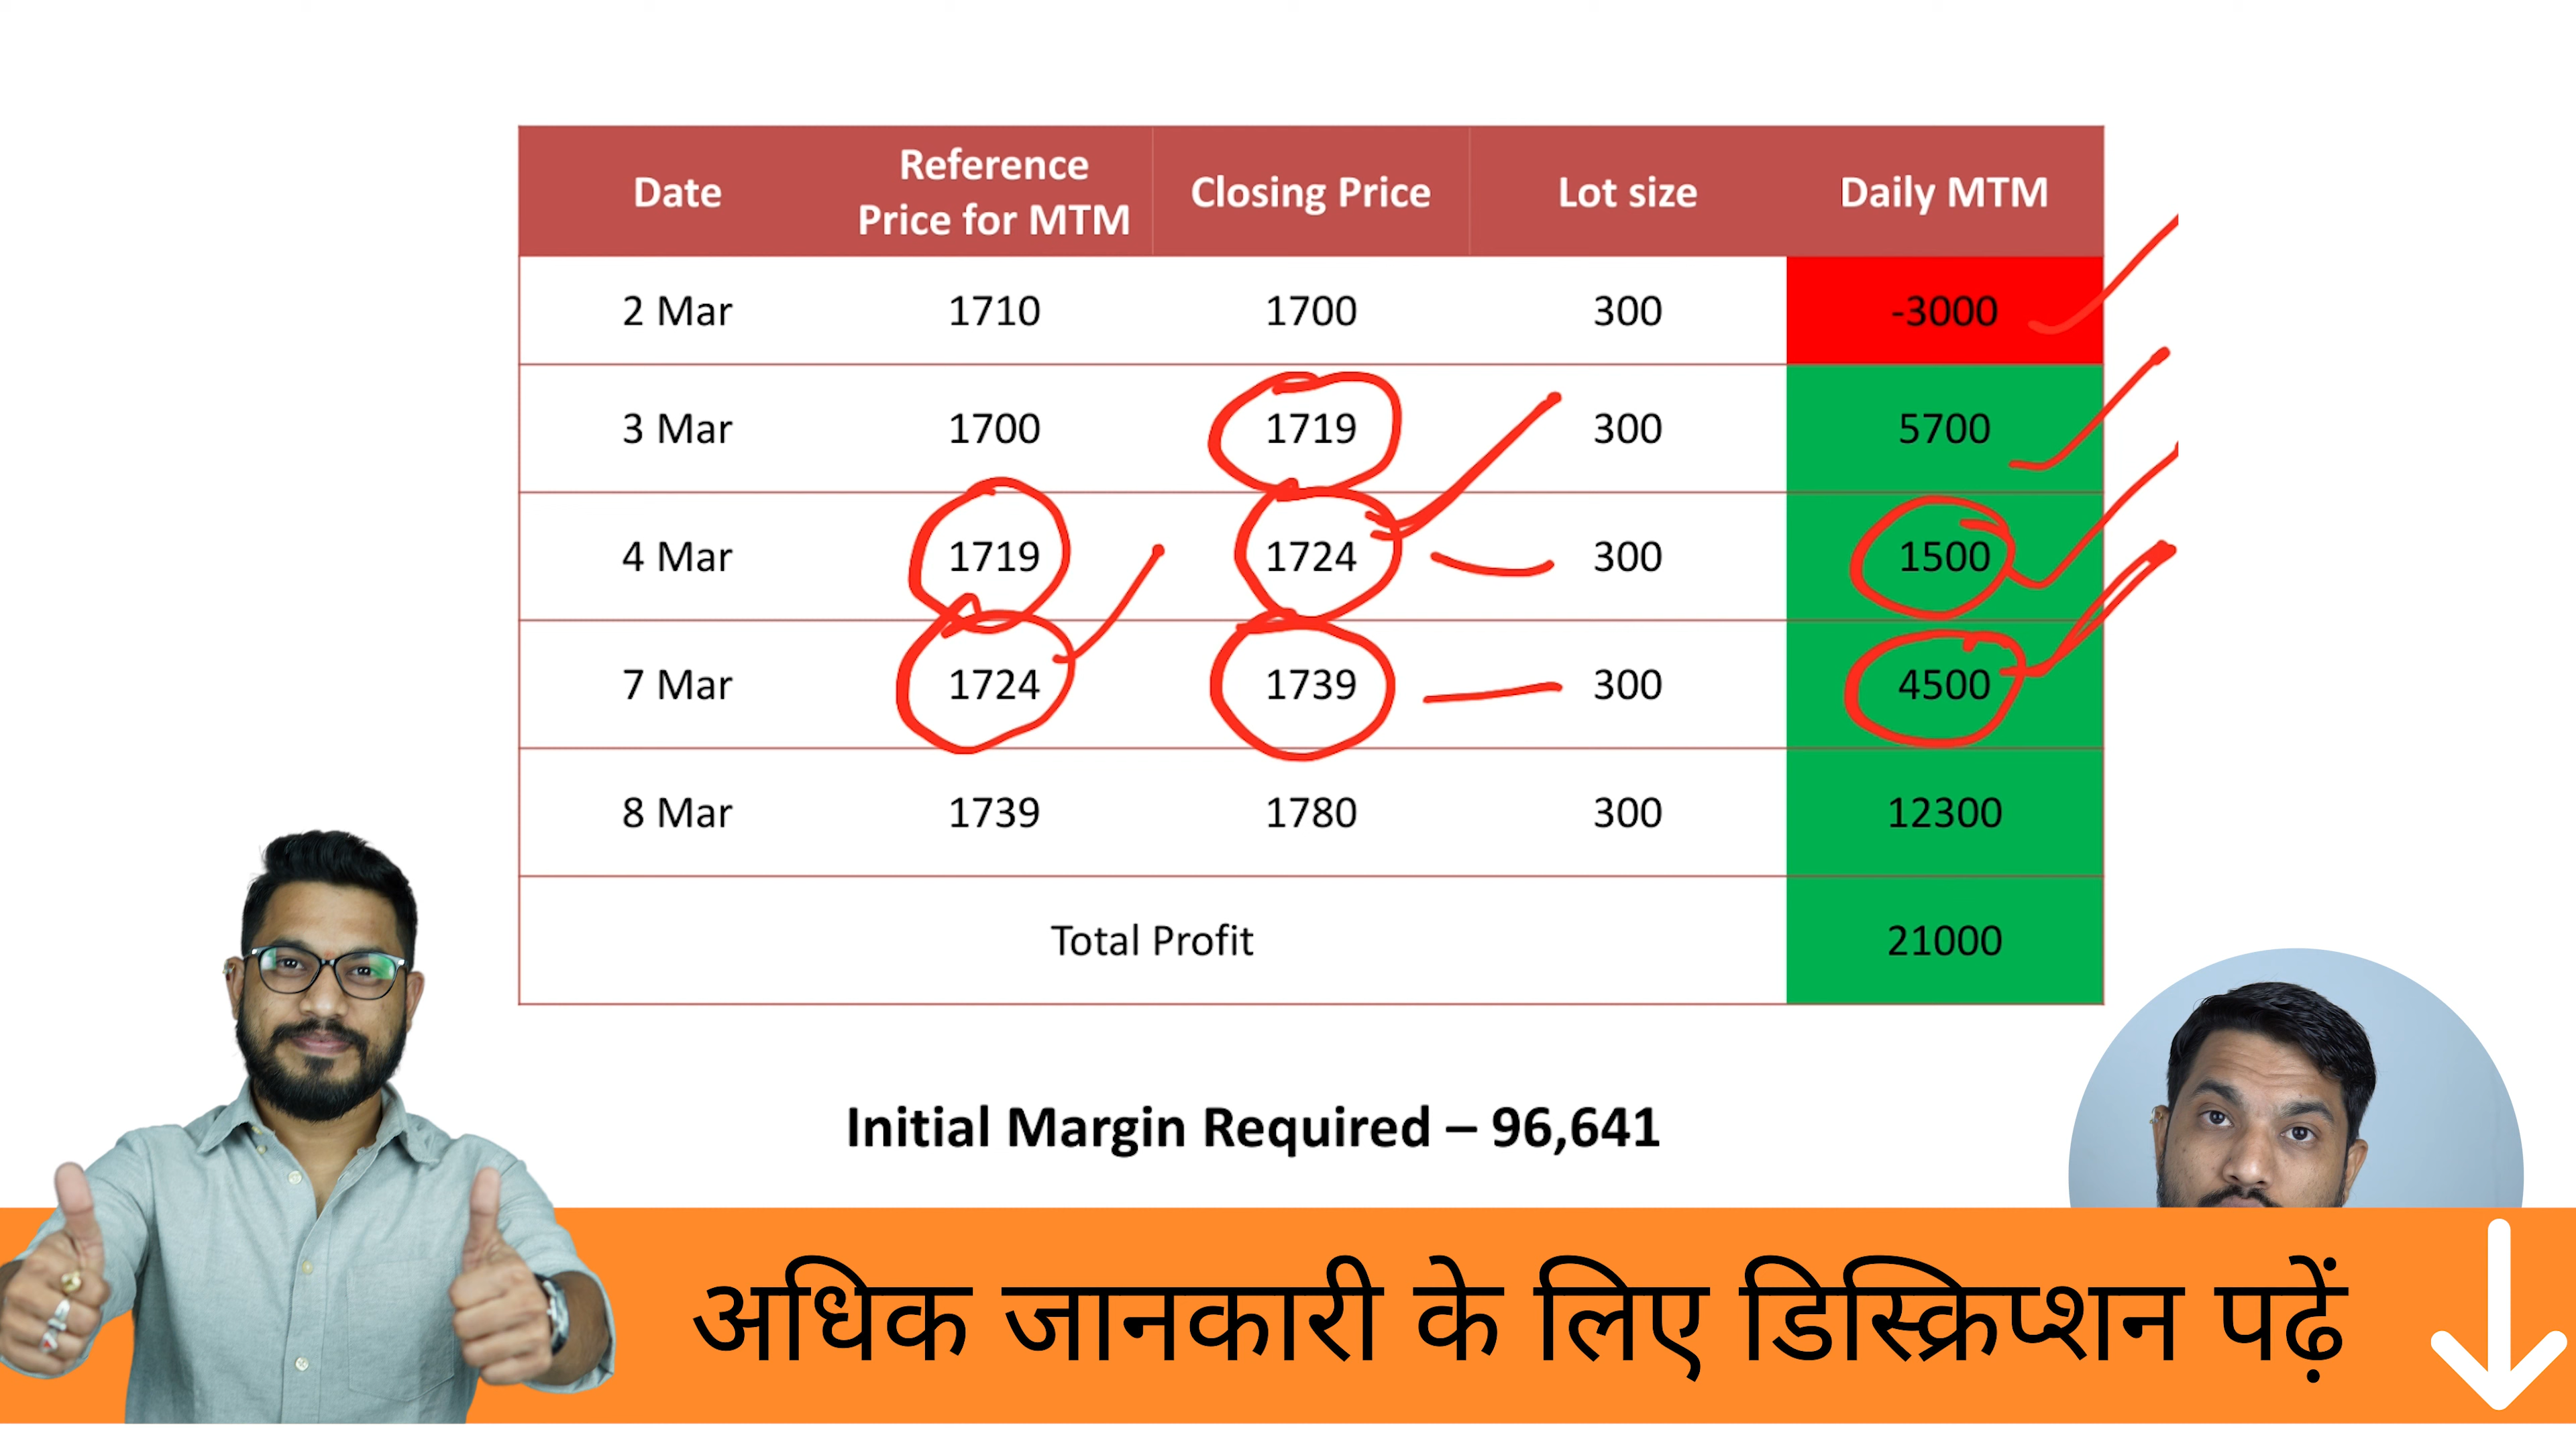 Date Reference Price for MTM Closing Price Lot size Daily MTM
2 Mar 1710 1700 300 -3000
3 Mar 1700 1719 300 5700
4 Mar 1719 1724 300 1500
7 Mar 1724 1739 300 4500
8 Mar 1739 1780 300 12300
Total Profit 21000
Initial Margin Required – 96,641
अधिक जानकारी के लिए डिस्क्रिप्शन पढ़ें